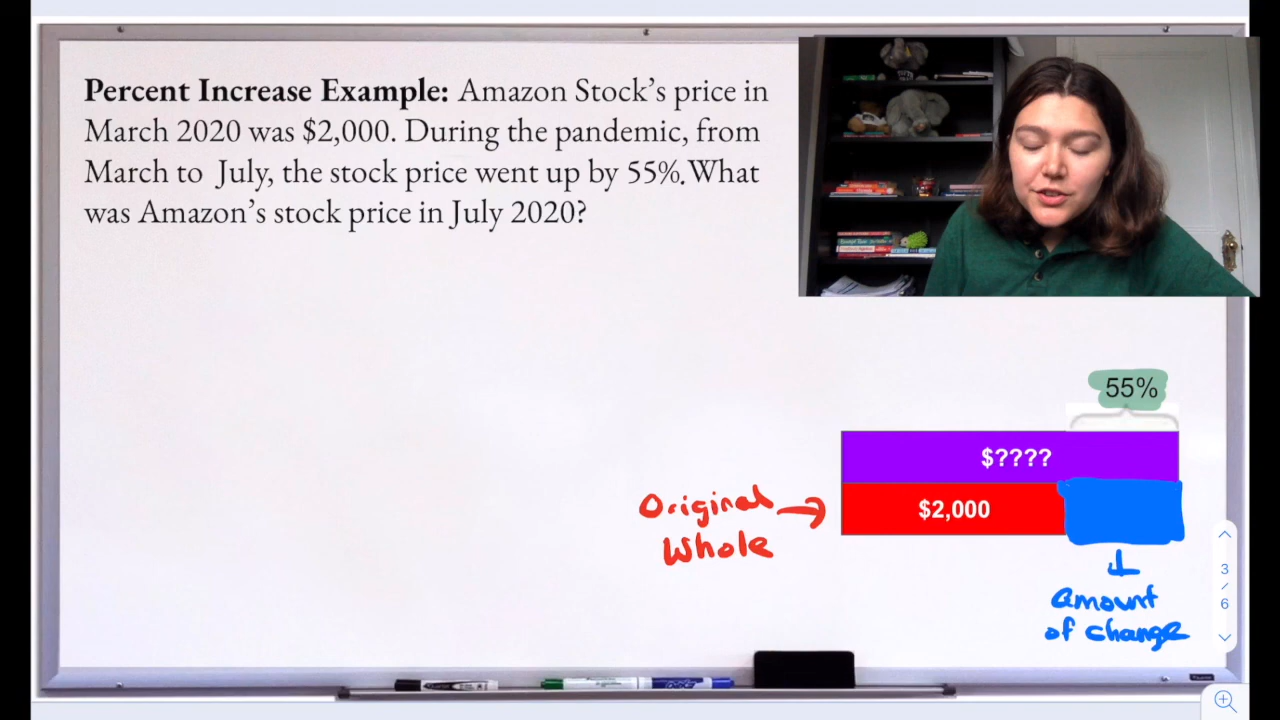 Percent Increase Example: Amazon Stock’s price in
March 2020 was $2,000. During the pandemic, from
March to July, the stock price went up by 55%. What
was Amazon’s stock price in July 2020?
55%
$????
$2,000
Original
Whole
amount
of change
3
/
6